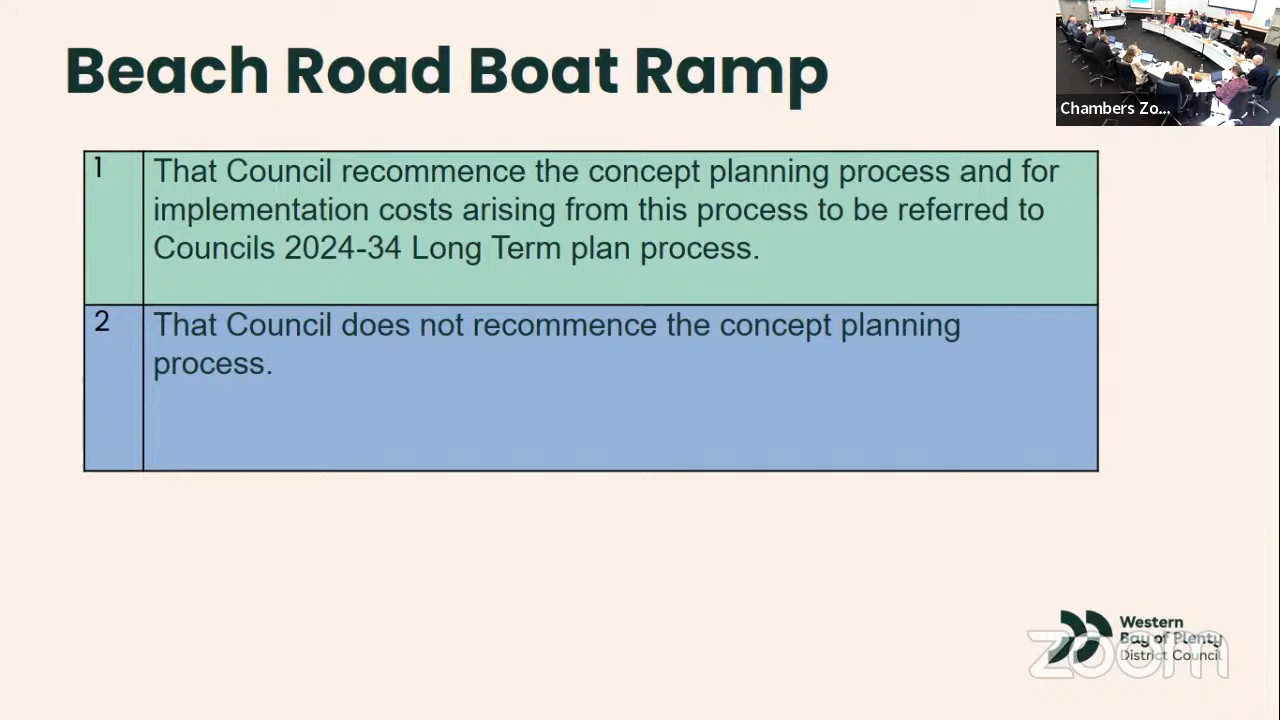 Beach Road Boat Ramp
Chambers Zo...
1
That Council recommence the concept planning process and for
implementation costs arising from this process to be referred to
Councils 2024-34 Long Term plan process.
2
That Council does not recommence the concept planning
process.
Western
Bay of Plenty
District Council
zoom